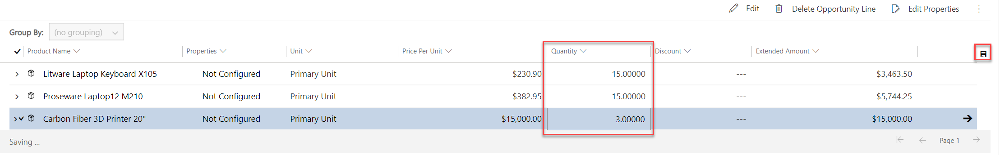 Edit Delete Opportunity Line Edit Properties
Group By: (no grouping)
Product Name Properties Unit Price Per Unit Quantity Discount Extended Amount
Litware Laptop Keyboard X105 Not Configured Primary Unit $230.90 15.00000 --- $3,463.50
Proseware Laptop12 M210 Not Configured Primary Unit $382.95 15.00000 --- $5,744.25
Carbon Fiber 3D Printer 20" Not Configured Primary Unit $15,000.00 3.00000 --- $15,000.00
Saving ... Page 1